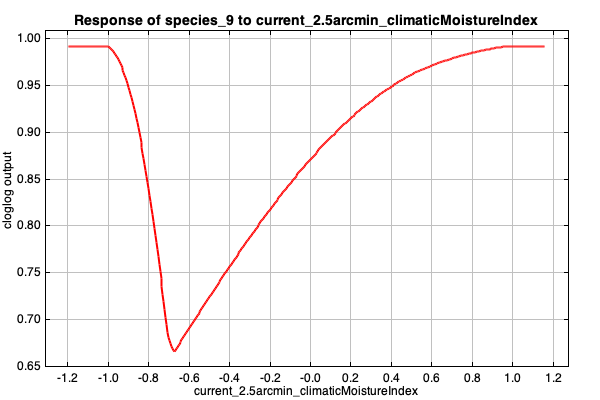 Response of species_9 to current_2.5arcmin_climaticMoistureIndex
1.00
0.95
0.90
0.85
0.80
0.75
0.70
0.65
cloglog output
-1.2 -1.0 -0.8 -0.6 -0.4 -0.2 -0.0 0.2 0.4 0.6 0.8 1.0 1.2
current_2.5arcmin_climaticMoistureIndex